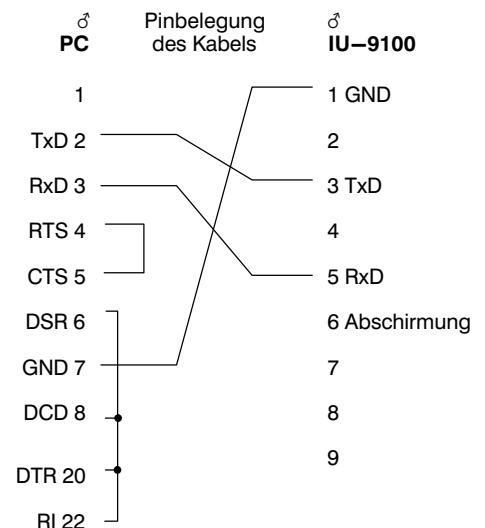 ♂ Pinbelegung ♂
PC des Kabels IU–9100
1 1 GND
TxD 2 2
RxD 3 3 TxD
RTS 4 4
CTS 5 5 RxD
DSR 6 6 Abschirmung
GND 7 7
DCD 8 8
9
DTR 20
RI 22